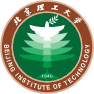 北京理工大学
1940
BEIJING INSTITUTE OF TECHNOLOGY